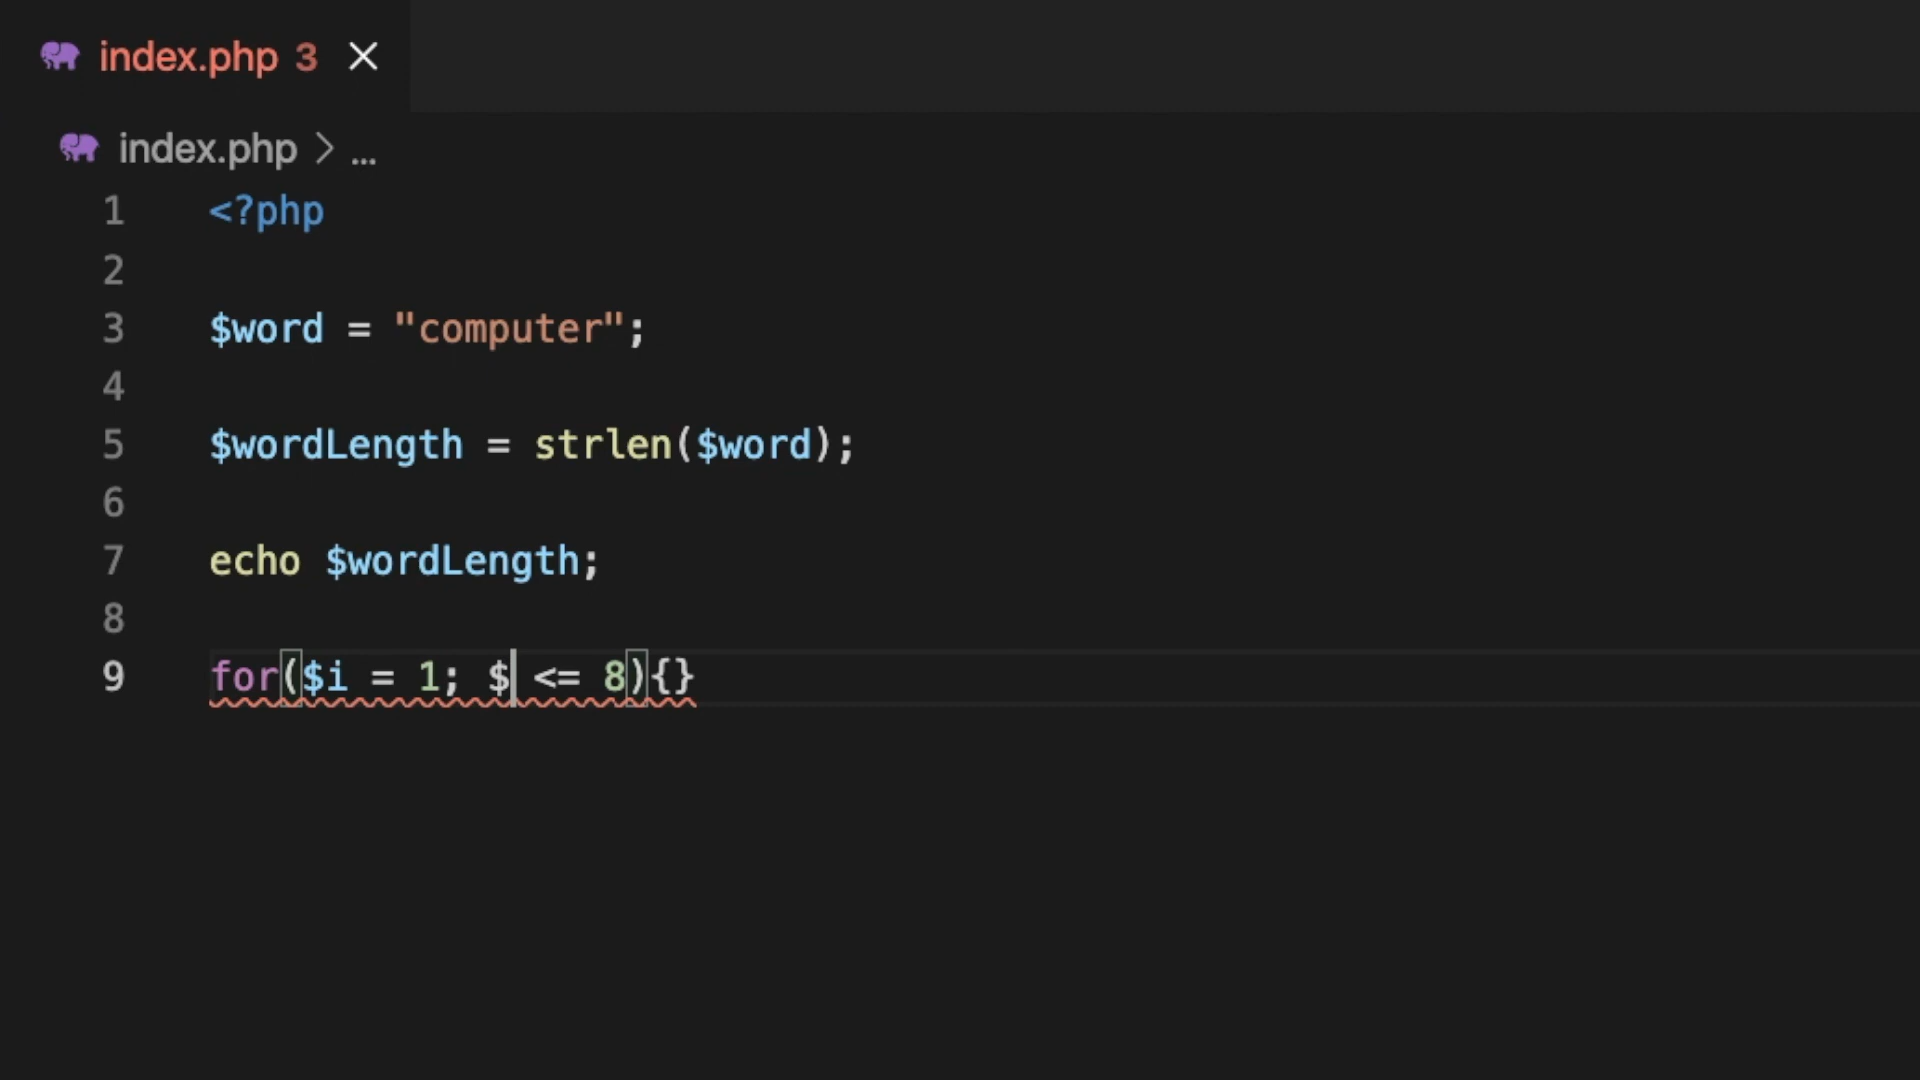 index.php 3
index.php > ...
1 <?php
2
3 $word = "computer";
4
5 $wordLength = strlen($word);
6
7 echo $wordLength;
8
9 for($i = 1; $ <= 8){}